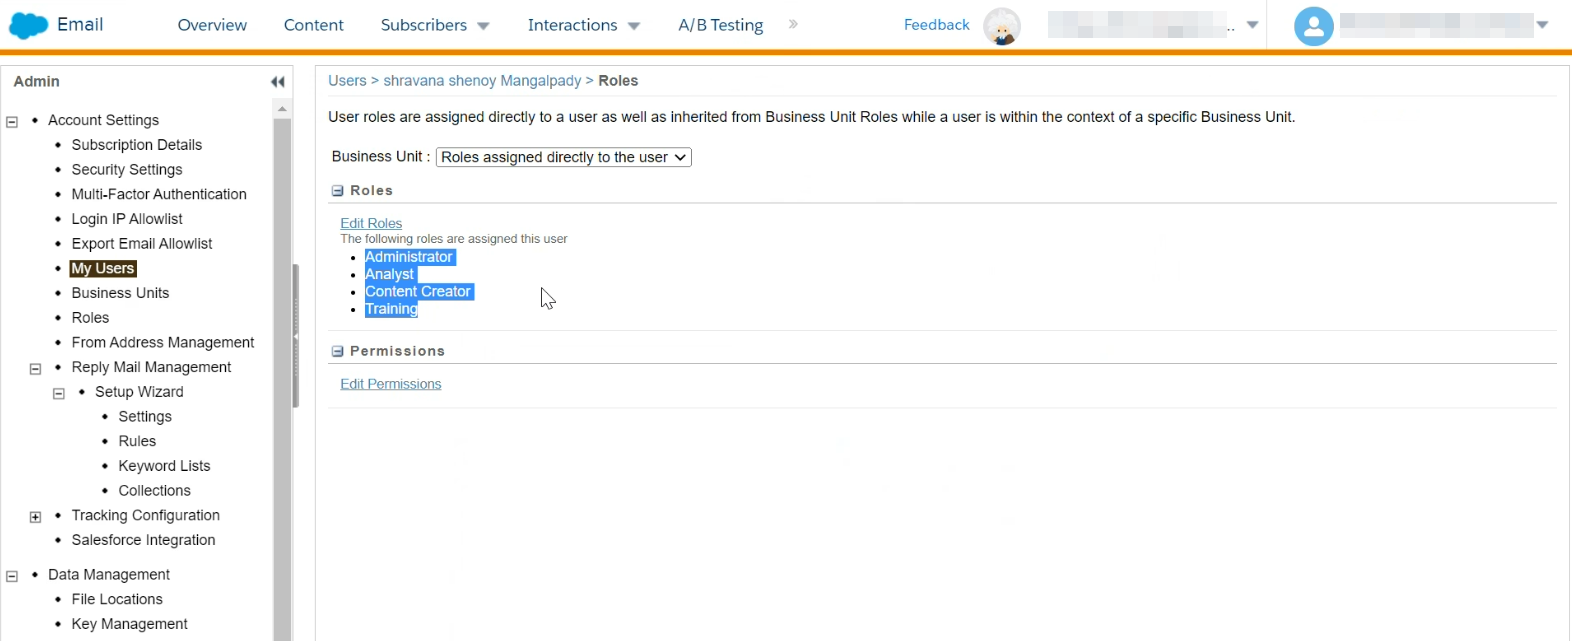 Email
Overview
Content
Subscribers
Interactions
A/B Testing
»
Feedback
..
Admin
Account Settings
Subscription Details
Security Settings
Multi-Factor Authentication
Login IP Allowlist
Export Email Allowlist
My Users
Business Units
Roles
From Address Management
Reply Mail Management
Setup Wizard
Settings
Rules
Keyword Lists
Collections
Tracking Configuration
Salesforce Integration
Data Management
File Locations
Key Management
Users > shravana shenoy Mangalpady > Roles
User roles are assigned directly to a user as well as inherited from Business Unit Roles while a user is within the context of a specific Business Unit.
Business Unit : Roles assigned directly to the user
Roles
Edit Roles
The following roles are assigned this user
Administrator
Analyst
Content Creator
Training
Permissions
Edit Permissions